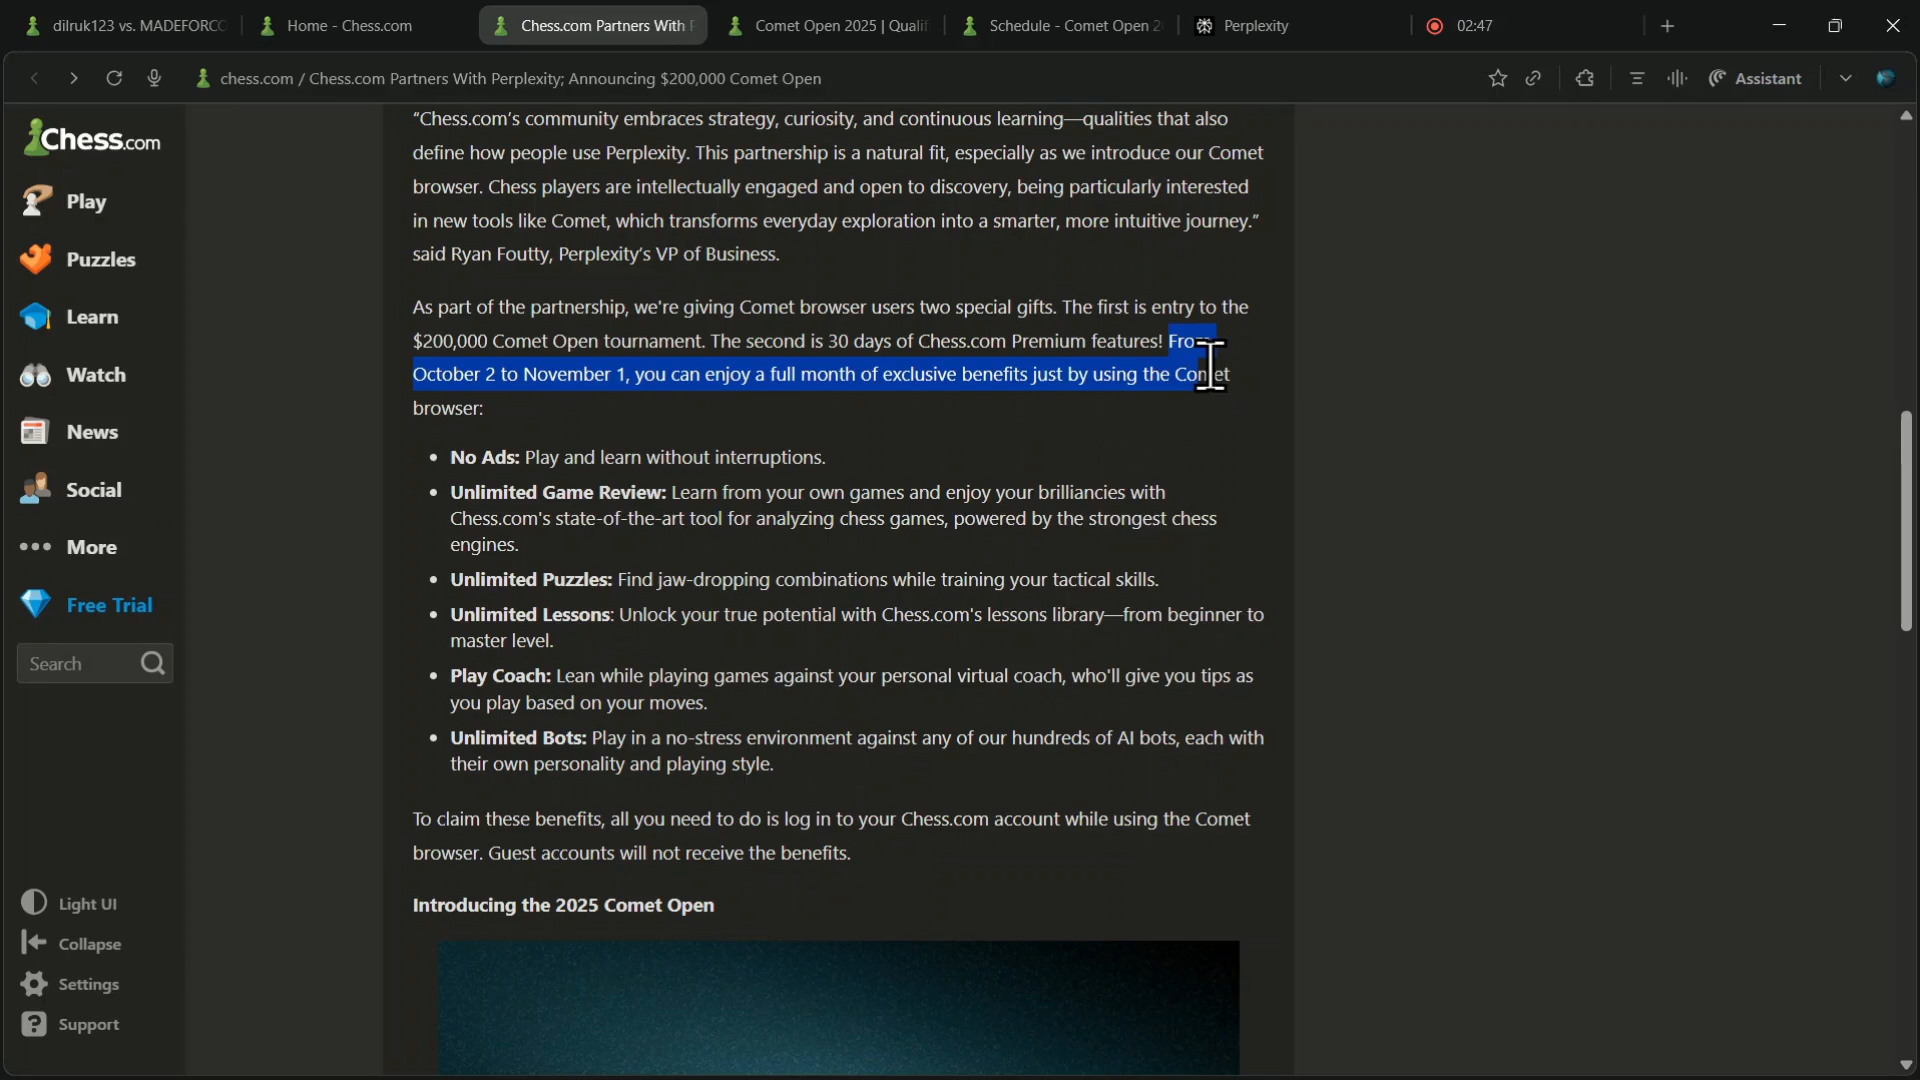 dilruk123 vs. MADEFORCO
Home - Chess.com
Chess.com Partners With P
Comet Open 2025 | Qualifi
Schedule - Comet Open 2
Perplexity
02:47
chess.com / Chess.com Partners With Perplexity; Announcing $200,000 Comet Open
Assistant
Chess.com
Play
Puzzles
Learn
Watch
News
Social
More
Free Trial
Search
Light UI
Collapse
Settings
Support
“Chess.com’s community embraces strategy, curiosity, and continuous learning—qualities that also
define how people use Perplexity. This partnership is a natural fit, especially as we introduce our Comet
browser. Chess players are intellectually engaged and open to discovery, being particularly interested
in new tools like Comet, which transforms everyday exploration into a smarter, more intuitive journey.”
said Ryan Foutty, Perplexity’s VP of Business.
As part of the partnership, we're giving Comet browser users two special gifts. The first is entry to the
$200,000 Comet Open tournament. The second is 30 days of Chess.com Premium features! From
October 2 to November 1, you can enjoy a full month of exclusive benefits just by using the Comet
browser:
• No Ads: Play and learn without interruptions.
• Unlimited Game Review: Learn from your own games and enjoy your brilliancies with
Chess.com's state-of-the-art tool for analyzing chess games, powered by the strongest chess
engines.
• Unlimited Puzzles: Find jaw-dropping combinations while training your tactical skills.
• Unlimited Lessons: Unlock your true potential with Chess.com's lessons library—from beginner to
master level.
• Play Coach: Lean while playing games against your personal virtual coach, who'll give you tips as
you play based on your moves.
• Unlimited Bots: Play in a no-stress environment against any of our hundreds of AI bots, each with
their own personality and playing style.
To claim these benefits, all you need to do is log in to your Chess.com account while using the Comet
browser. Guest accounts will not receive the benefits.
Introducing the 2025 Comet Open